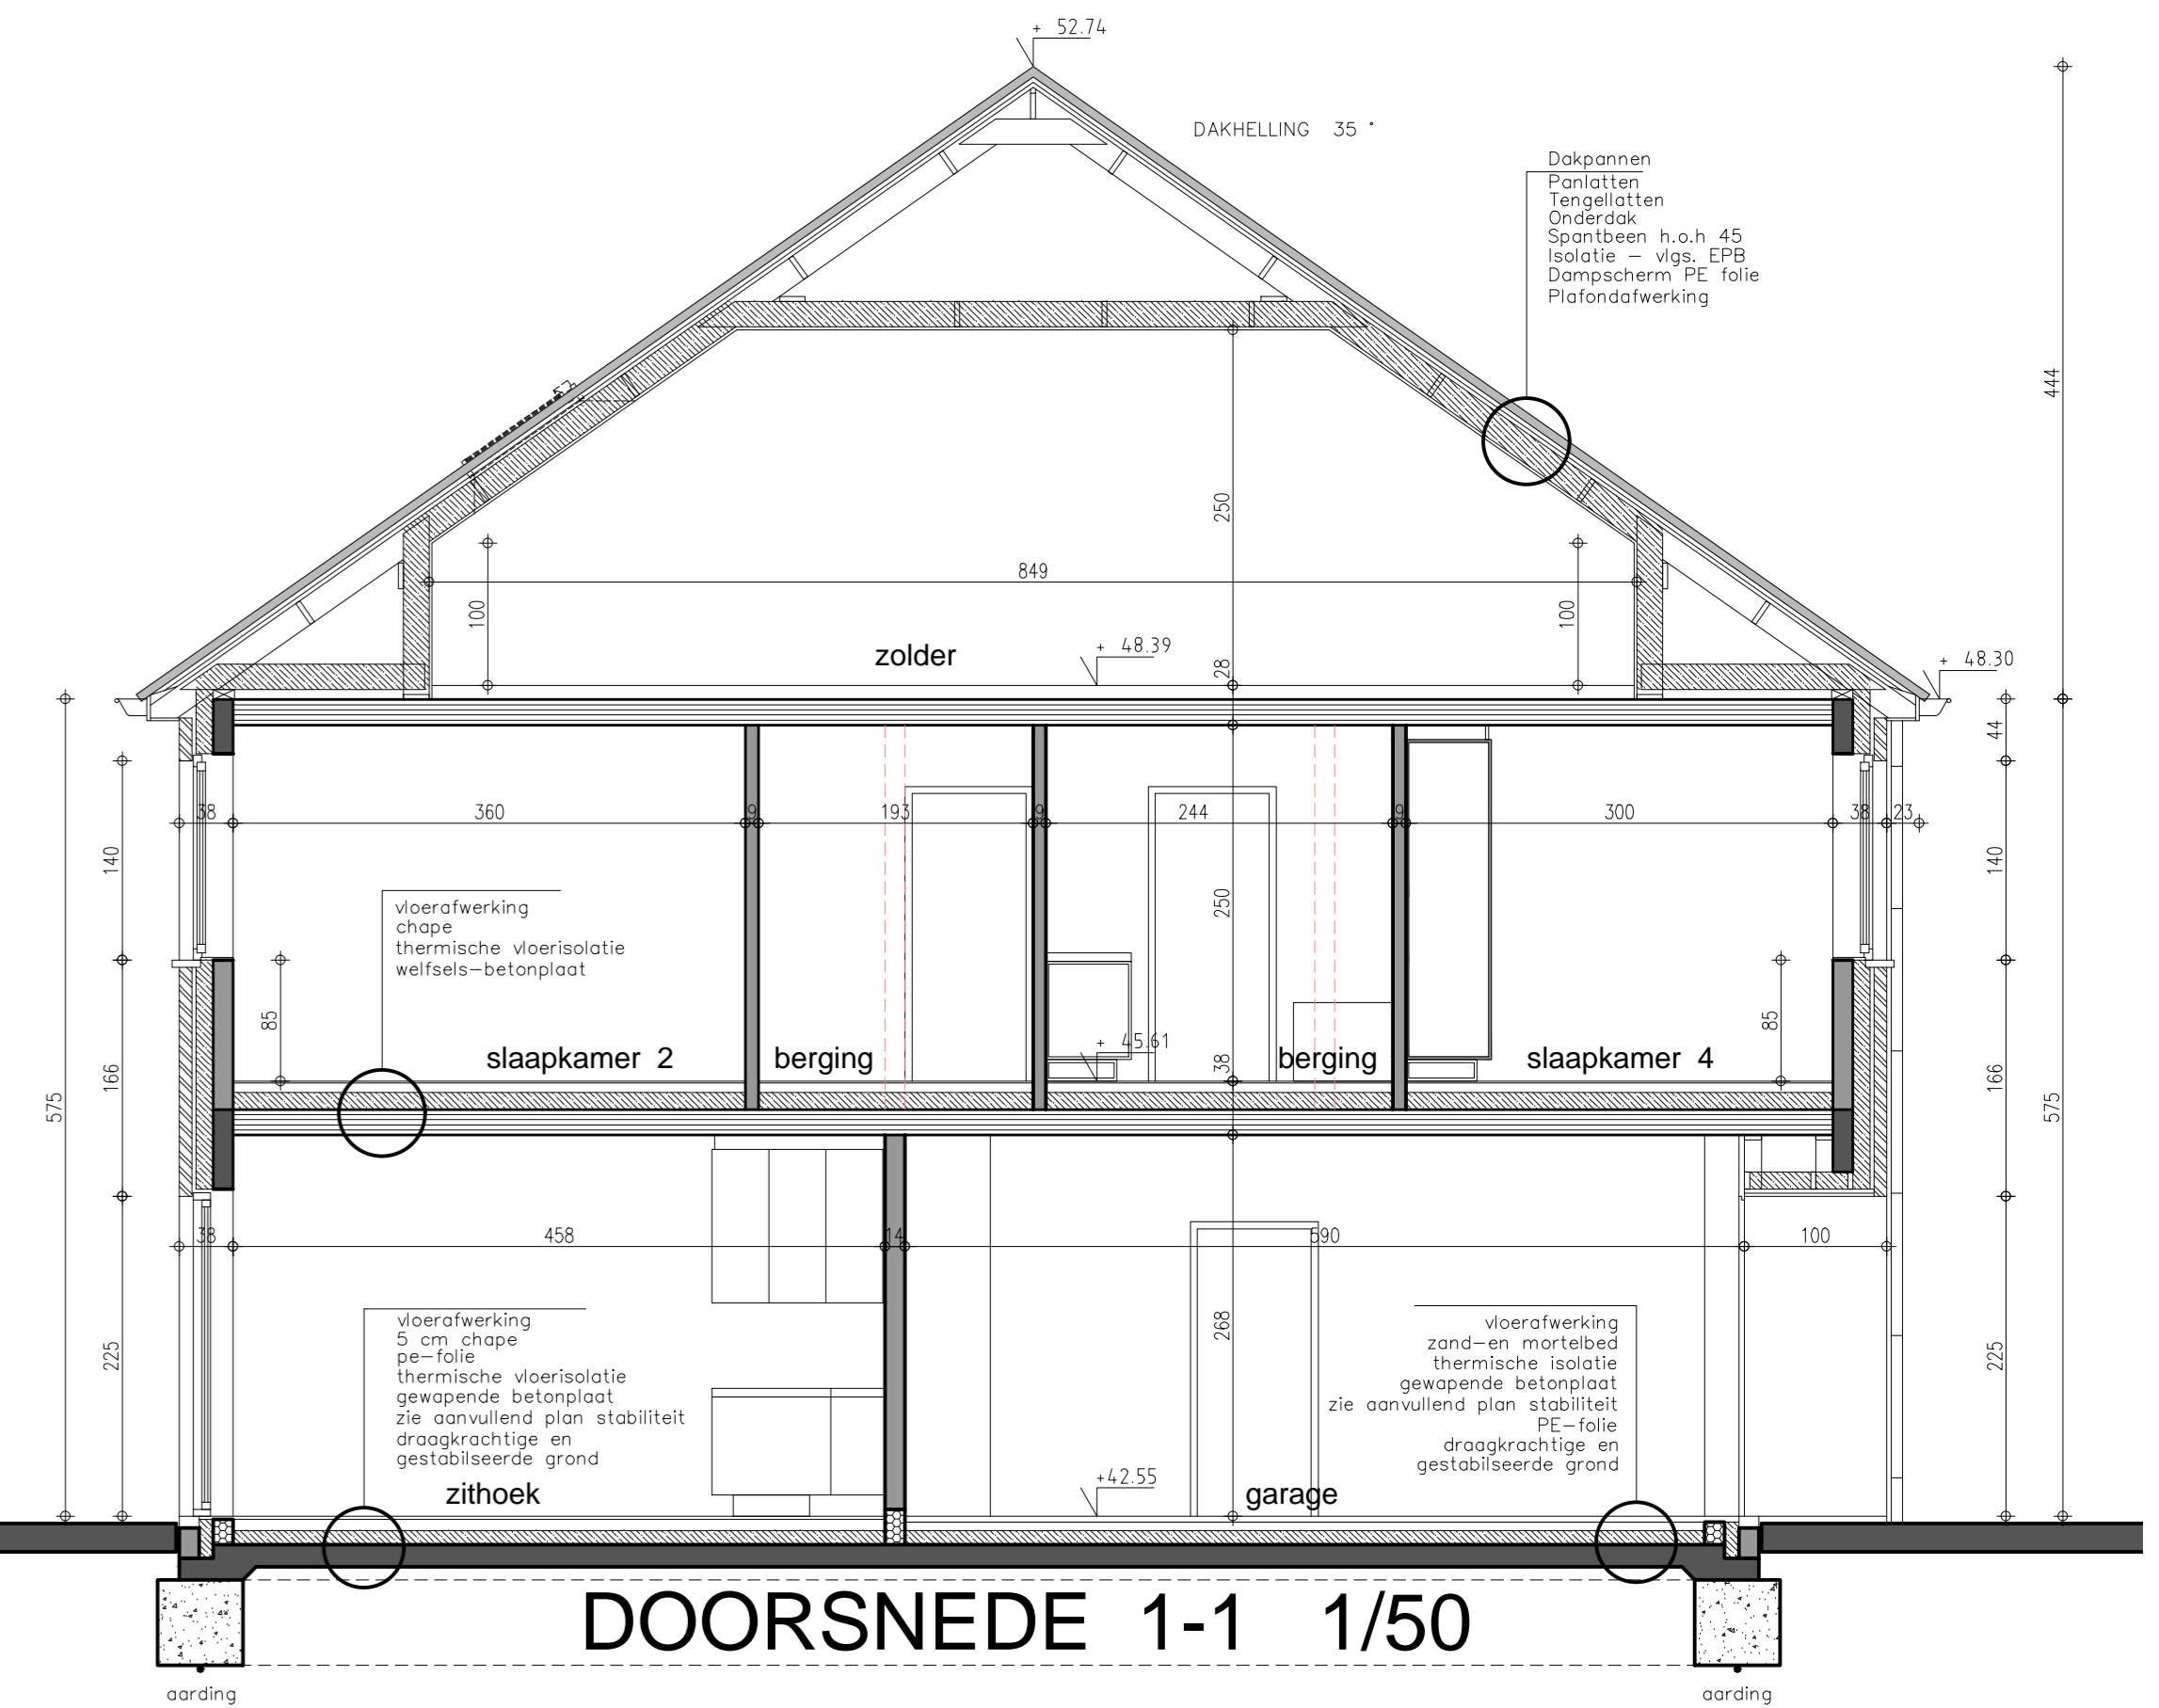 + 52.74
DAKHELLING 35 °
Dakpannen
Panlatten
Tengellatten
Onderdak
Spantbeen h.o.h 45
Isolatie – vlgs. EPB
Dampscherm PE folie
Plafondafwerking
444
250
849
100
100
zolder
+ 48.39
28
+ 48.30
44
38
360
9
193
9
244
9
300
38
23
140
250
140
vloerafwerking
chape
thermische vloerisolatie
welfsels-betonplaat
85
85
+ 45.61
slaapkamer 2
berging
38
berging
slaapkamer 4
166
166
575
575
38
458
14
590
100
225
268
225
vloerafwerking
5 cm chape
pe-folie
thermische vloerisolatie
gewapende betonplaat
zie aanvullend plan stabiliteit
draagkrachtige en
gestabilseerde grond
vloerafwerking
zand-en mortelbed
thermische isolatie
gewapende betonplaat
zie aanvullend plan stabiliteit
PE-folie
draagkrachtige en
gestabilseerde grond
+42.55
zithoek
garage
DOORSNEDE 1-1 1/50
aarding
aarding